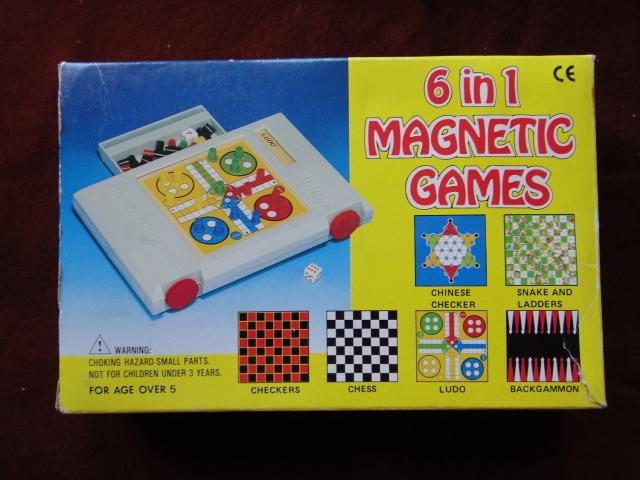 6 in 1
CE
MAGNETIC
GAMES
LUDO
CHINESE
CHECKER
SNAKE AND
LADDERS
WARNING:
CHOKING HAZARD-SMALL PARTS.
NOT FOR CHILDREN UNDER 3 YEARS.
FOR AGE OVER 5
CHECKERS
CHESS
LUDO
BACKGAMMON